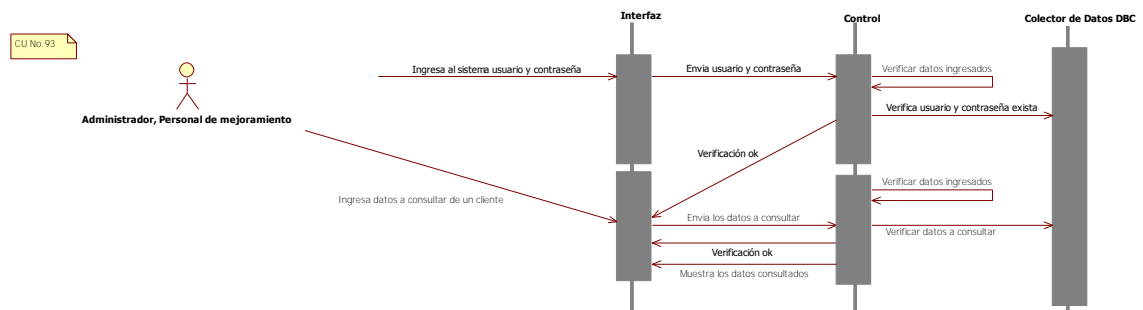 Interfaz
Control
Colector de Datos DBC
CU No.93
Ingresa al sistema usuario y contraseña
Envia usuario y contraseña
Verificar datos ingresados
Verifica usuario y contraseña exista
Administrador, Personal de mejoramiento
Verificación ok
Verificar datos ingresados
Ingresa datos a consultar de un cliente
Envia los datos a consultar
Verificar datos a consultar
Verificación ok
Muestra los datos consultados